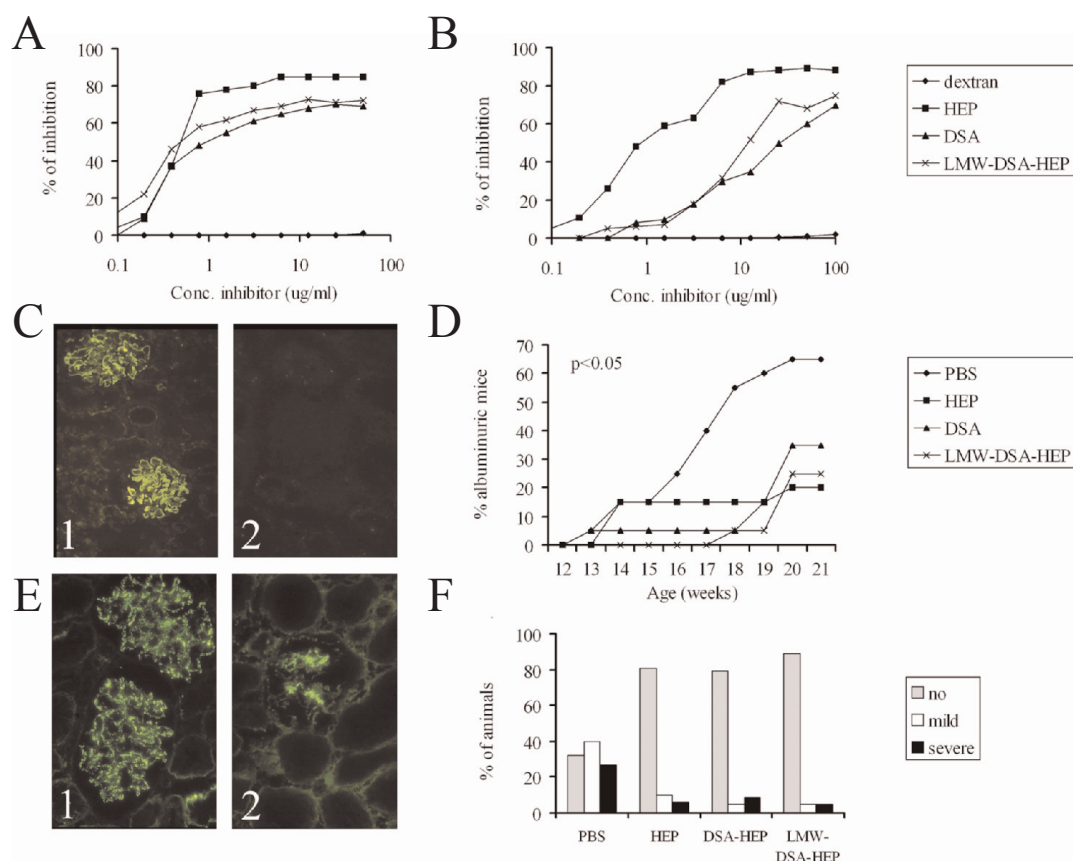 A
100
80
60
40
20
0
% of inhibition
0.1 1 10 100
Conc. inhibitor (ug/ml)
B
100
80
60
40
20
0
% of inhibition
0.1 1 10 100
Conc. inhibitor (ug/ml)
dextran
HEP
DSA
LMW-DSA-HEP
C
1
2
D
p<0.05
70
60
50
40
30
20
10
0
% albuminuric mice
12 13 14 15 16 17 18 19 20 21
Age (weeks)
PBS
HEP
DSA
LMW-DSA-HEP
E
1
2
F
100
80
60
40
20
0
% of animals
PBS HEP DSA-HEP LMW-
DSA-HEP
no
mild
severe